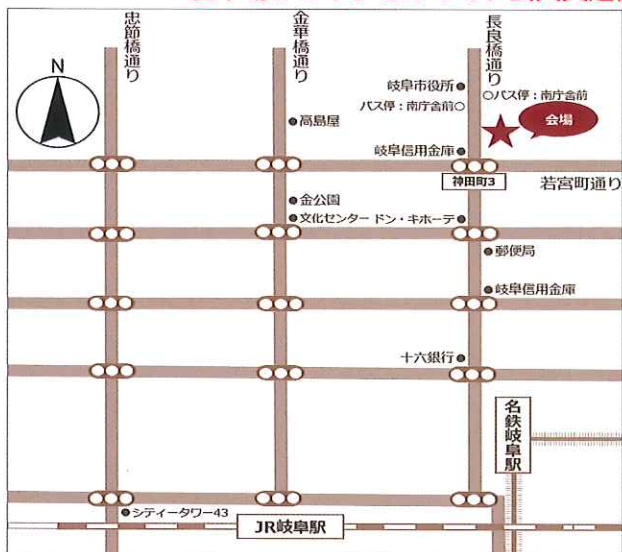 忠節橋通り
金華橋通り
長良橋通り
N
岐阜市役所
バス停：南庁舎前
バス停：南庁舎前
会場
高島屋
岐阜信用金庫
神田町3
若宮町通り
金公園
文化センター
ドン・キホーテ
郵便局
岐阜信用金庫
十六銀行
名鉄岐阜駅
シティータワー43
JR岐阜駅